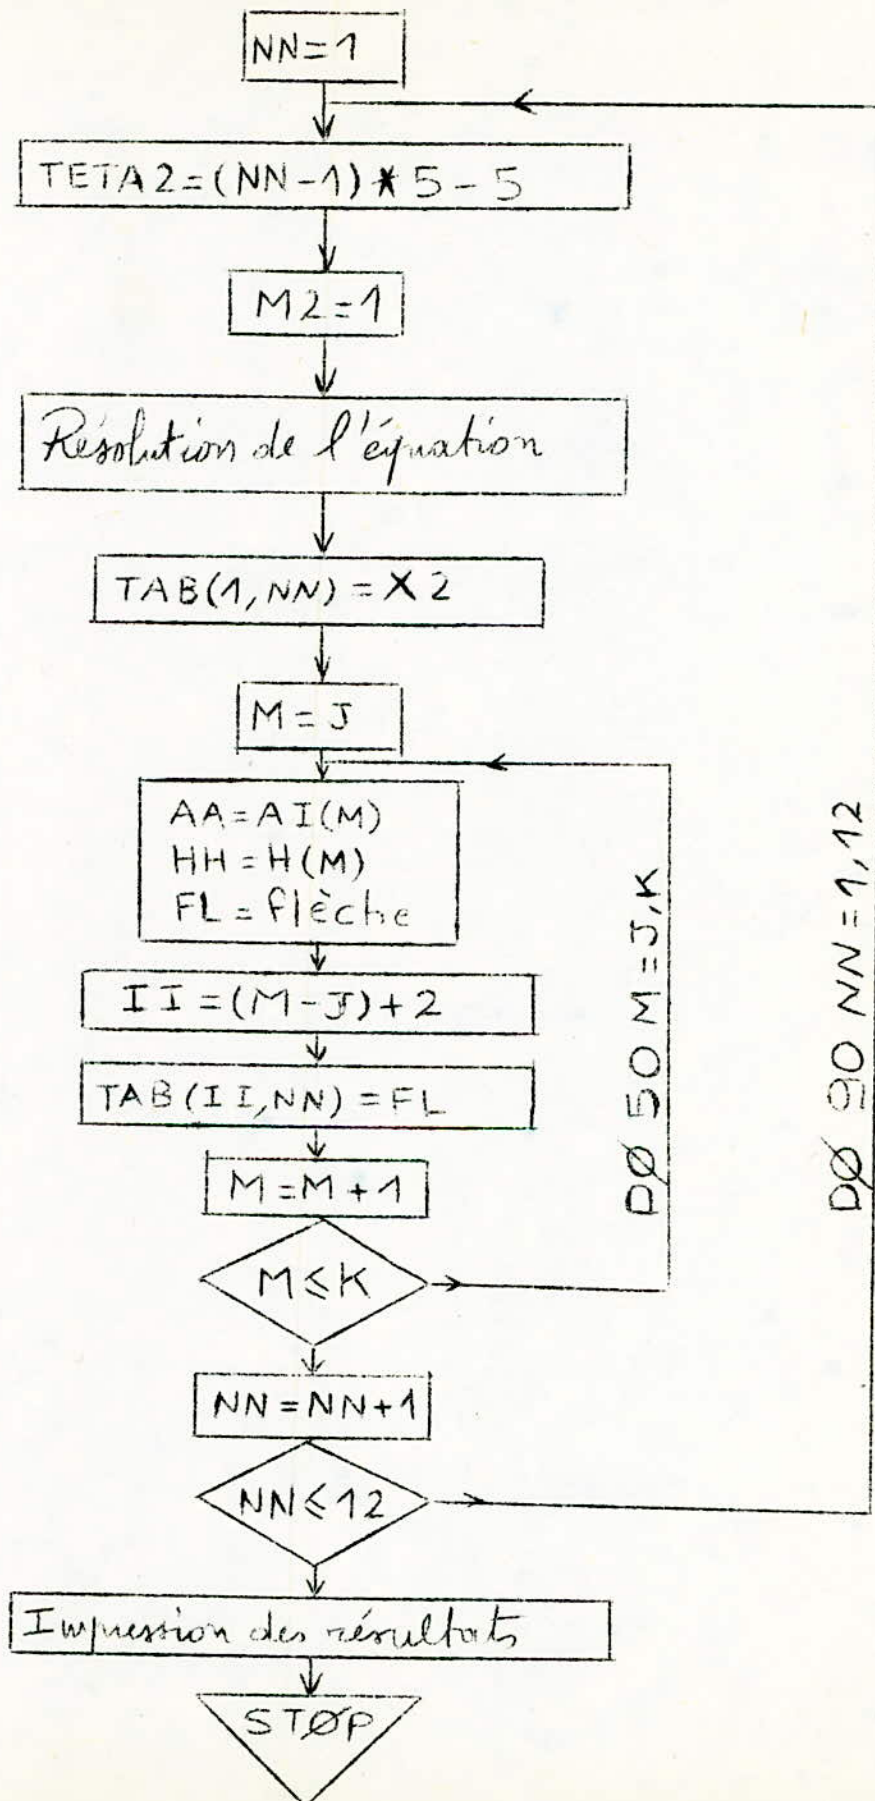 NN=1
TETA2=(NN-1)*5-5
M2=1
Résolution de l'équation
TAB(1,NN)=X2
M=J
AA=AI(M)
HH=H(M)
FL=flèche
II=(M-J)+2
TAB(II,NN)=FL
M=M+1
M≤K
DØ 50 M=J,K
NN=NN+1
NN≤12
DØ 90 NN=1,12
Impression des résultats
STØP